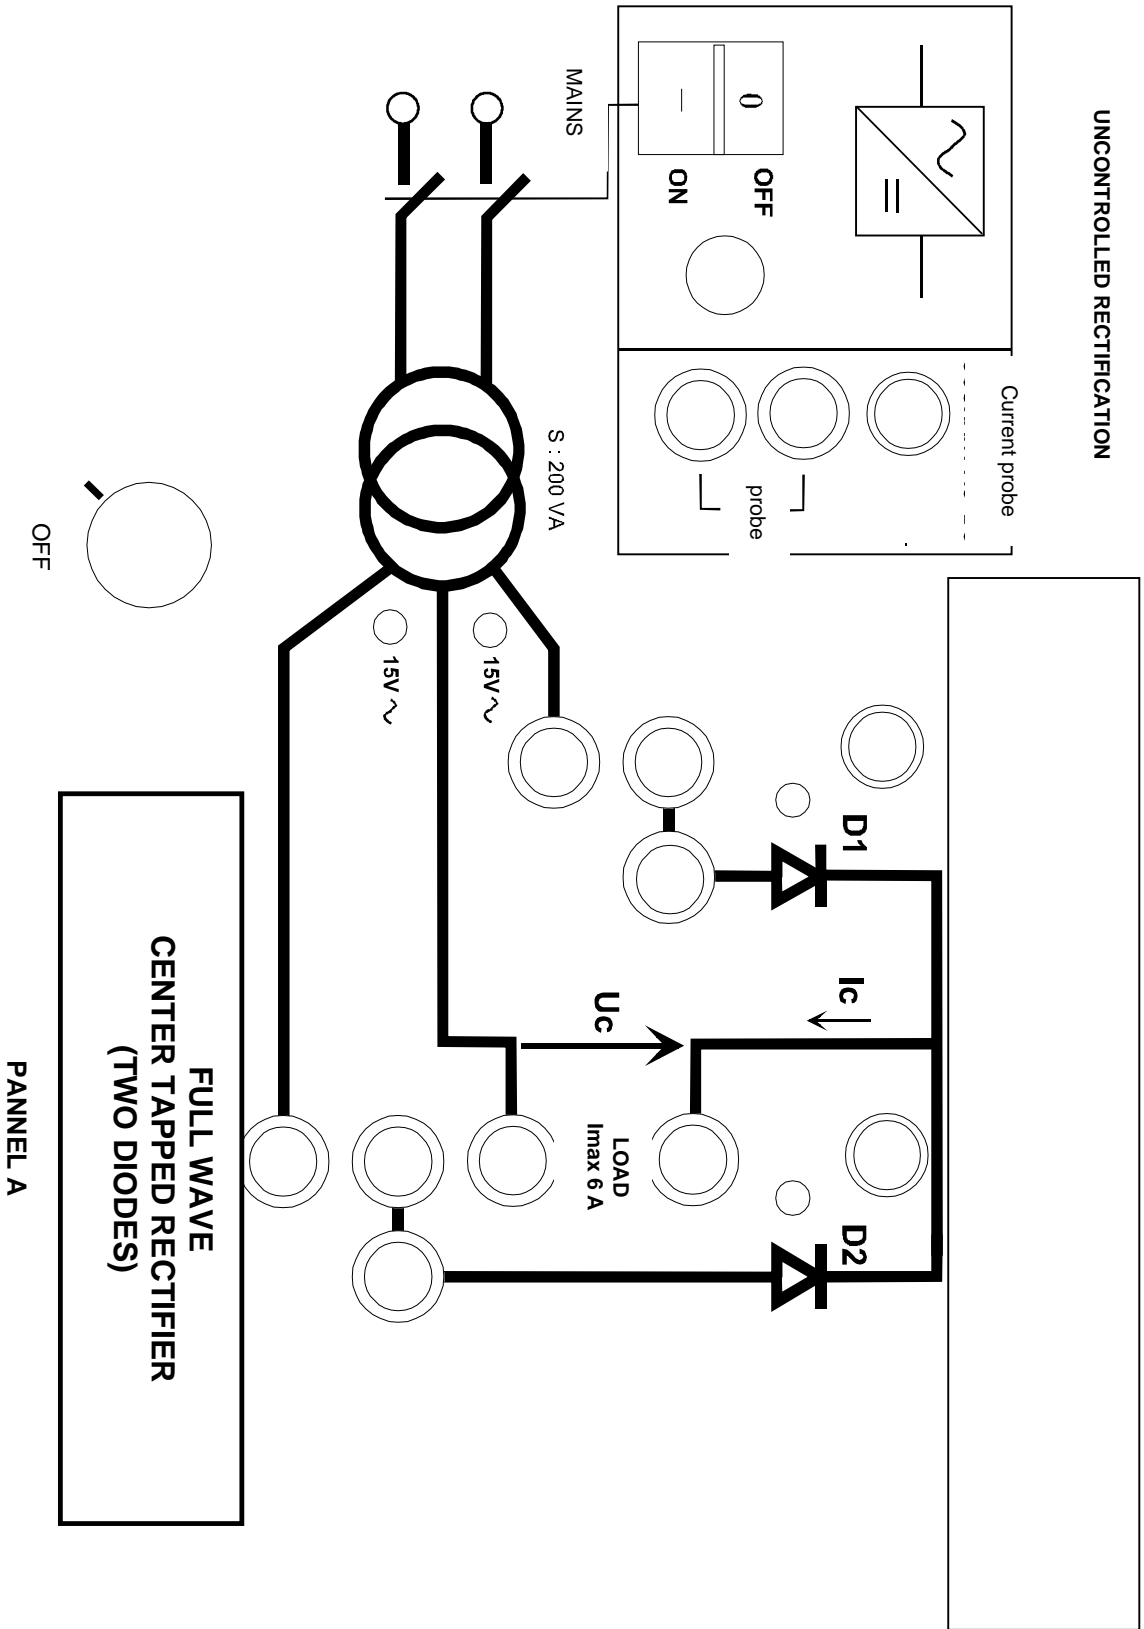 UNCONTROLLED RECTIFICATION
0
OFF
ON
MAINS
Current probe
probe
S : 200 VA
15V
15V
OFF
D1
Ic
Uc
LOAD
Imax 6 A
D2
FULL WAVE
CENTER TAPPED RECTIFIER
(TWO DIODES)
PANNEL A